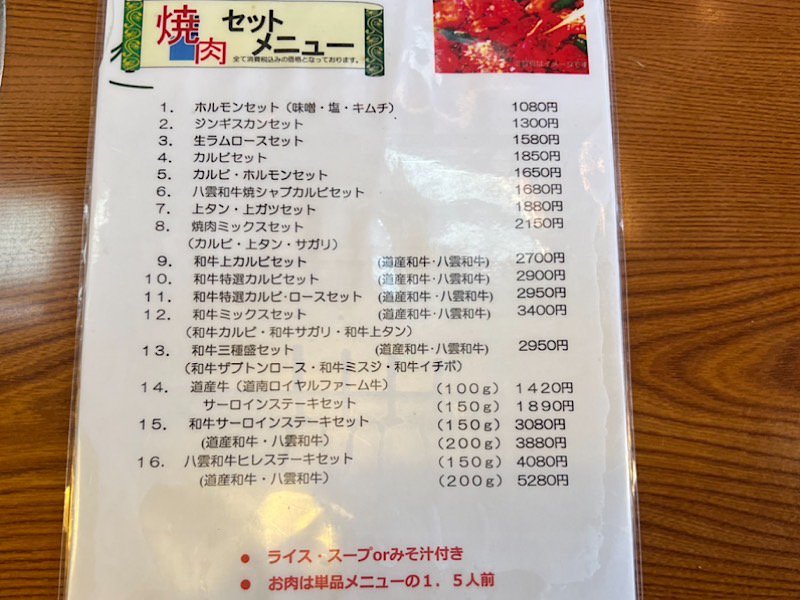 焼肉 セットメニュー
全て消費税込みの価格となっております。
1. ホルモンセット（味噌・塩・キムチ） 1080円
2. ジンギスカンセット 1300円
3. 生ラムロースセット 1580円
4. カルビセット 1850円
5. カルビ・ホルモンセット 1650円
6. 八雲和牛焼シャブカルビセット 1680円
7. 上タン・上ガツセット 1880円
8. 焼肉ミックスセット 2150円
（カルビ・上タン・サガリ）
9. 和牛上カルビセット (道産和牛・八雲和牛) 2700円
10. 和牛特選カルビセット (道産和牛・八雲和牛) 2900円
11. 和牛特選カルビ・ロースセット (道産和牛・八雲和牛) 2950円
12. 和牛ミックスセット (道産和牛・八雲和牛) 3400円
（和牛カルビ・和牛サガリ・和牛上タン）
13. 和牛三種盛セット (道産和牛・八雲和牛) 2950円
（和牛ザブトンロース・和牛ミスジ・和牛イチボ）
14. 道産牛（道南ロイヤルファーム牛） （100g） 1420円
サーロインステーキセット （150g） 1890円
15. 和牛サーロインステーキセット （150g） 3080円
(道産和牛・八雲和牛) （200g） 3880円
16. 八雲和牛ヒレステーキセット （150g） 4080円
(道産和牛・八雲和牛) （200g） 5280円
● ライス・スープorみそ汁付き
● お肉は単品メニューの1．5人前